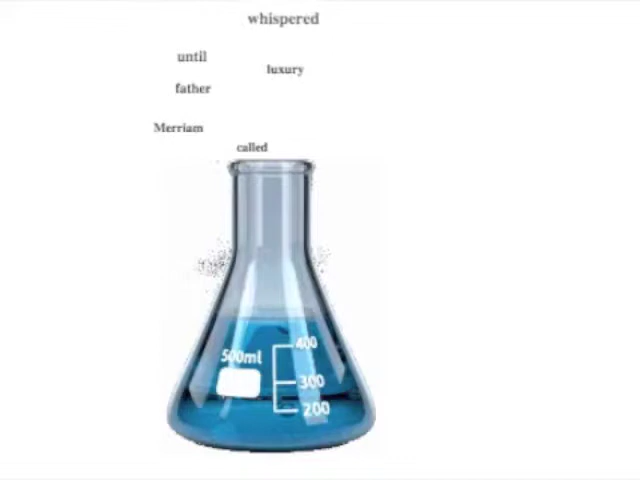 whispered
until
luxury
father
Merriam
called
400
500ml
300
200